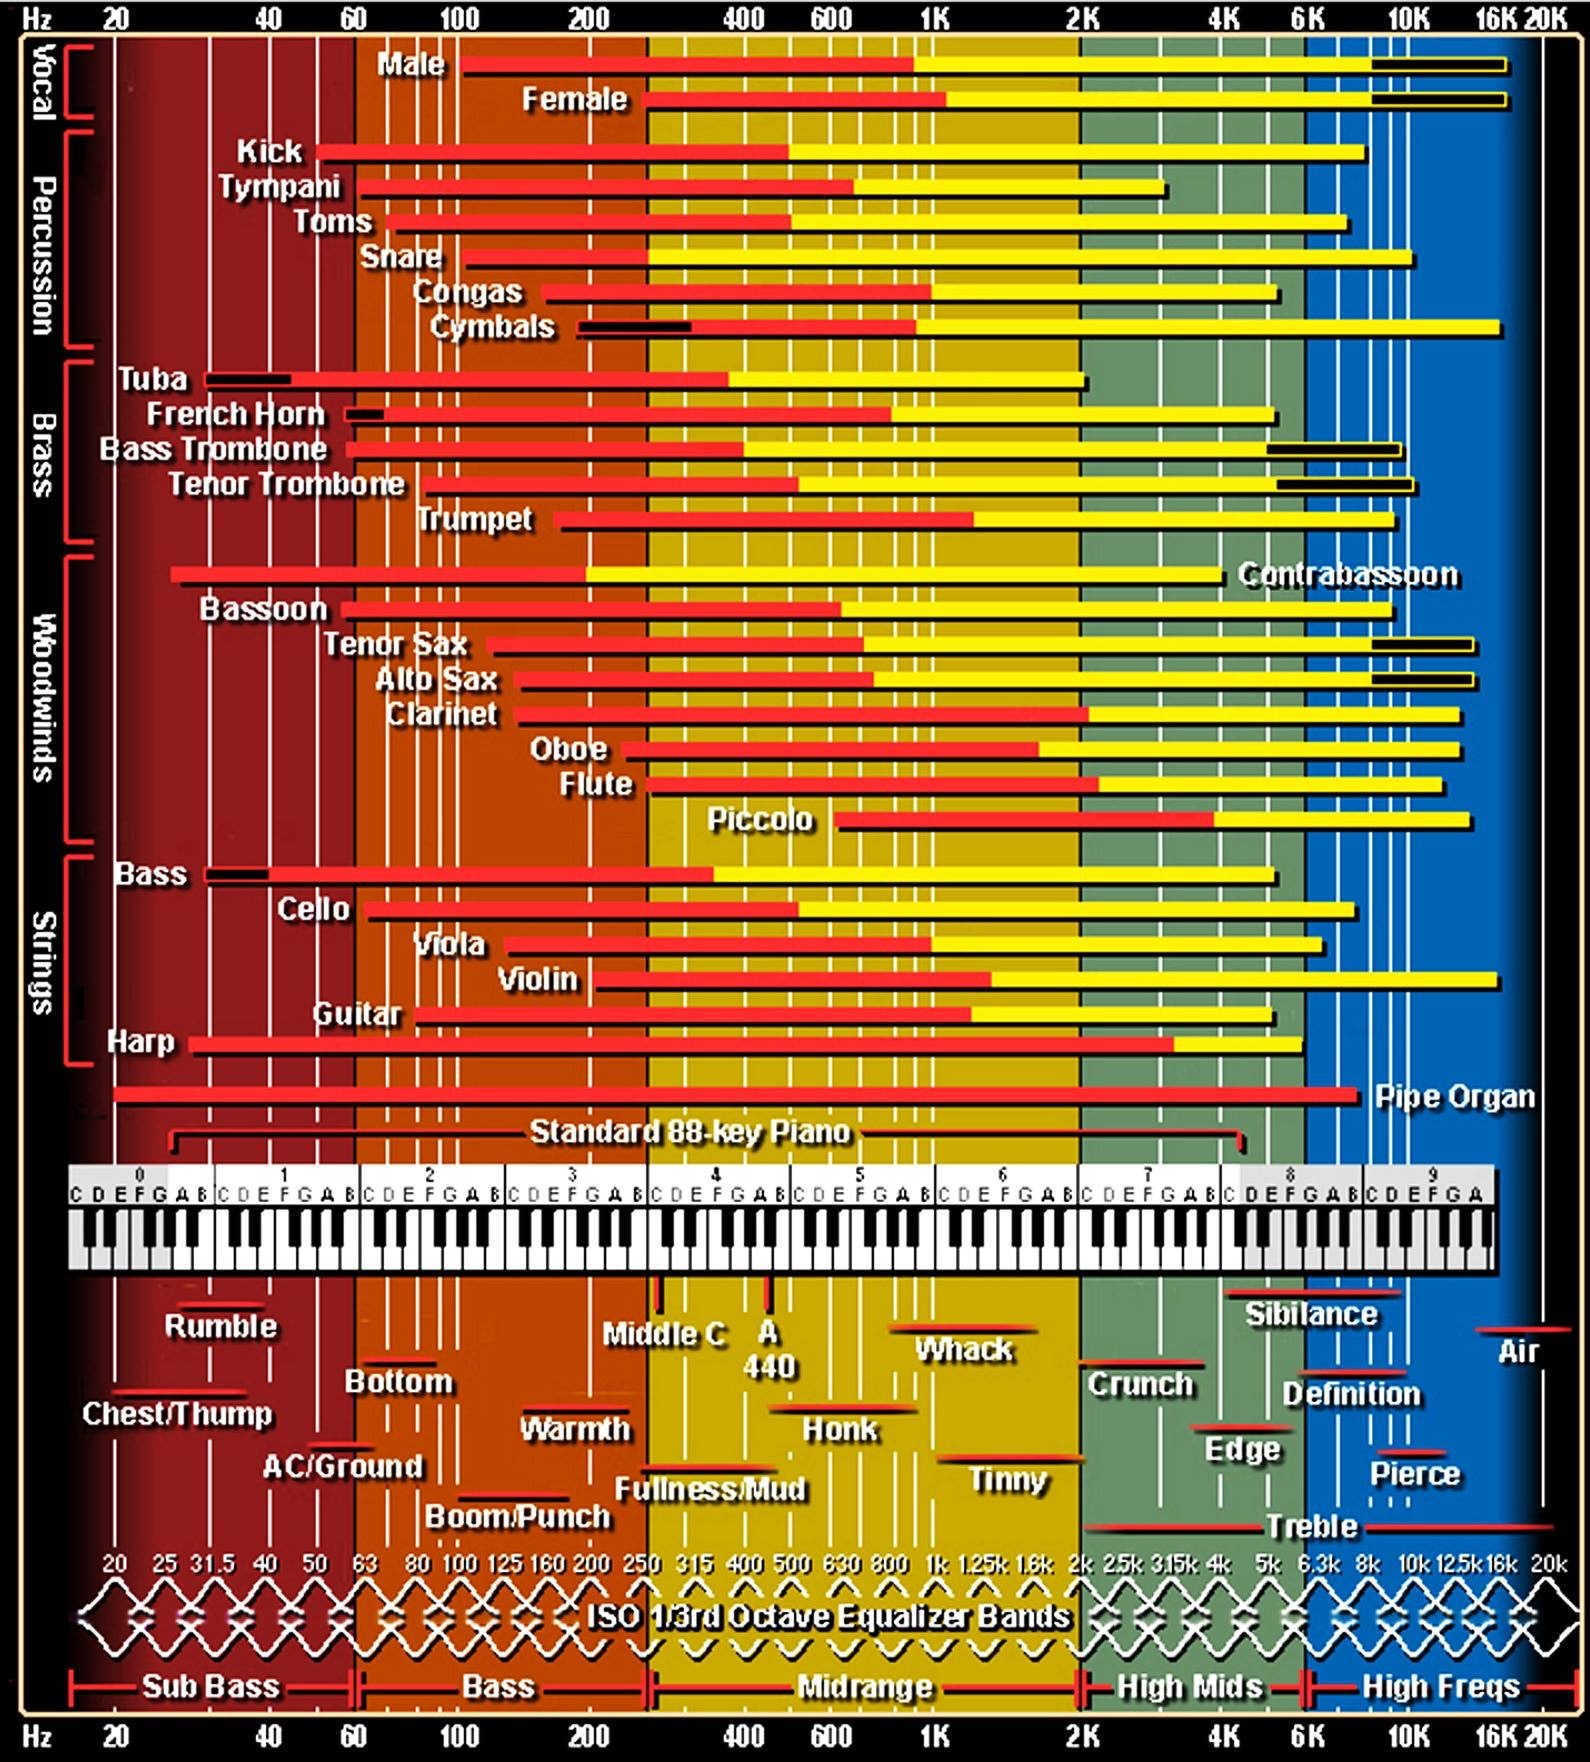 Hz 20 40 60 100 200 400 600 1K 2K 4K 6K 10K 16K 20K
Vocal
Male
Female
Percussion
Kick
Tympani
Toms
Snare
Congas
Cymbals
Brass
Tuba
French Horn
Bass Trombone
Tenor Trombone
Trumpet
Woodwinds
Contrabassoon
Bassoon
Tenor Sax
Alto Sax
Clarinet
Oboe
Flute
Piccolo
Strings
Bass
Cello
Viola
Violin
Guitar
Harp
Pipe Organ
Standard 88-key Piano
0 1 2 3 4 5 6 7 8 9
C D E F G A B C D E F G A B C D E F G A B C D E F G A B C D E F G A B C D E F G A B C D E F G A B C D E F G A B C D E F G A B C D E F G A
Rumble
Middle C
A
440
Whack
Sibilance
Air
Bottom
Crunch
Definition
Chest/Thump
Warmth
Honk
Edge
AC/Ground
Fullness/Mud
Tinny
Pierce
Boom/Punch
Treble
20 25 31.5 40 50 63 80 100 125 160 200 250 315 400 500 630 800 1k 1.25k 1.6k 2k 2.5k 3.15k 4k 5k 6.3k 8k 10k 12.5k 16k 20k
ISO 1/3rd Octave Equalizer Bands
Sub Bass Bass Midrange High Mids High Freqs
Hz 20 40 60 100 200 400 600 1K 2K 4K 6K 10K 16K 20K